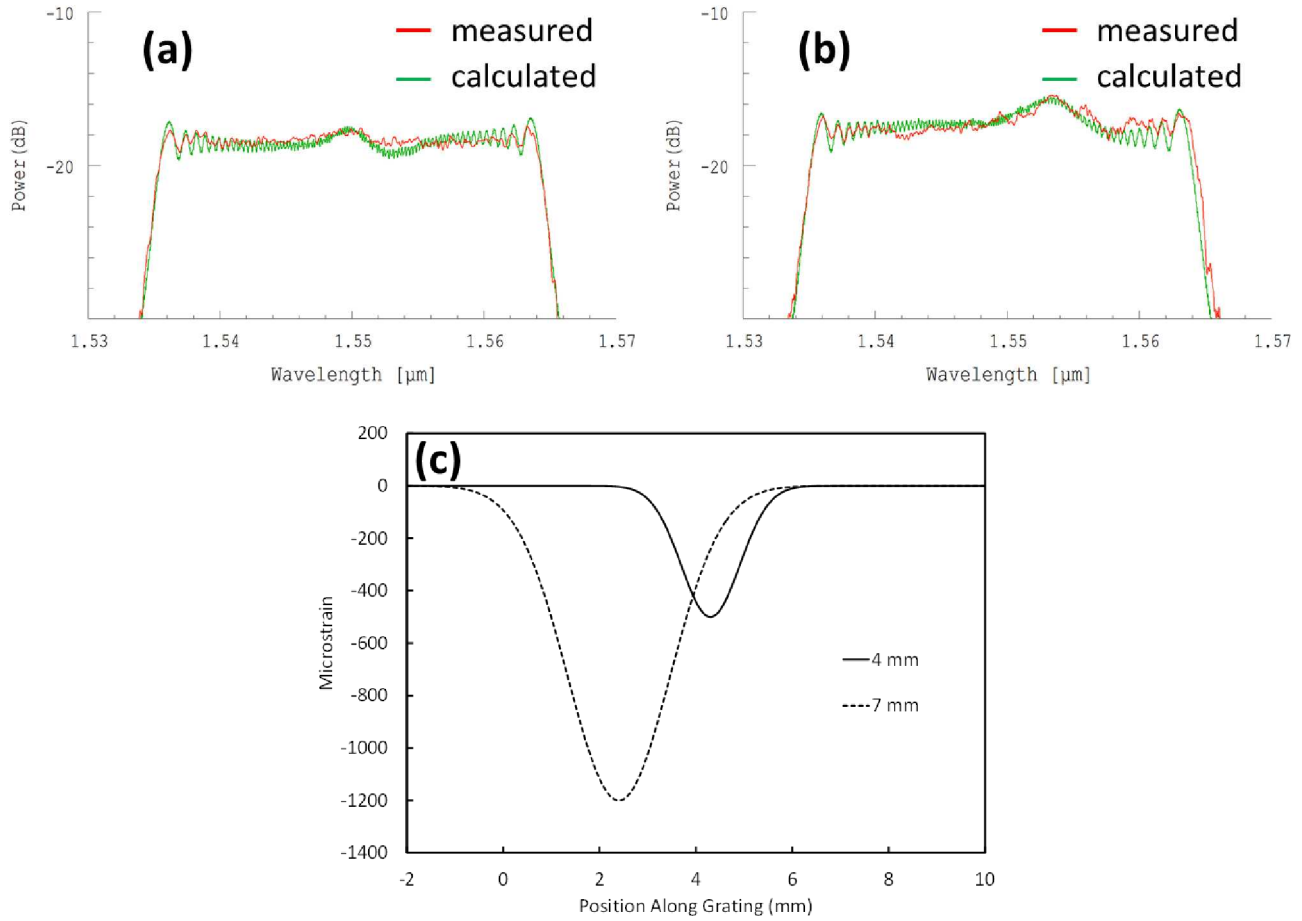 (a)
measured
calculated
-10
-20
Power(dB)
1.53 1.54 1.55 1.56 1.57
Wavelength [µm]
(b)
measured
calculated
-10
-20
Power(dB)
1.53 1.54 1.55 1.56 1.57
Wavelength [µm]
(c)
200
0
-200
-400
-600
-800
-1000
-1200
-1400
Microstrain
4 mm
7 mm
-2 0 2 4 6 8 10
Position Along Grating (mm)